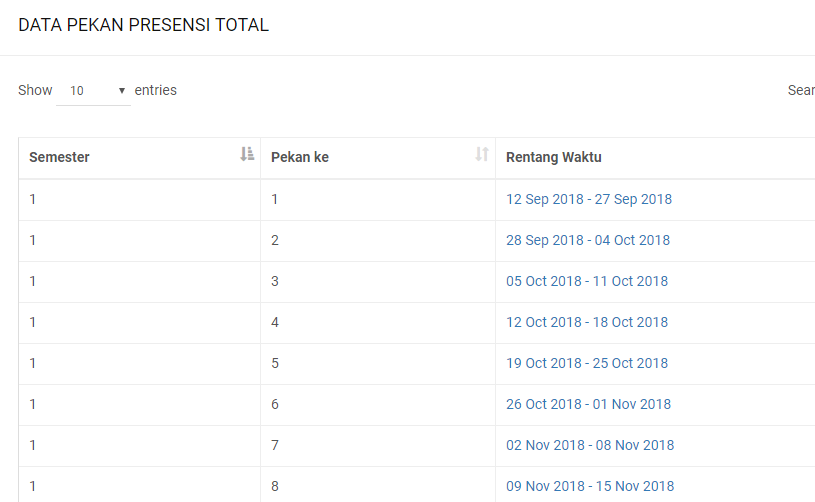 DATA PEKAN PRESENSI TOTAL
Show 10 entries
Sear
Semester Pekan ke Rentang Waktu
1 1 12 Sep 2018 - 27 Sep 2018
1 2 28 Sep 2018 - 04 Oct 2018
1 3 05 Oct 2018 - 11 Oct 2018
1 4 12 Oct 2018 - 18 Oct 2018
1 5 19 Oct 2018 - 25 Oct 2018
1 6 26 Oct 2018 - 01 Nov 2018
1 7 02 Nov 2018 - 08 Nov 2018
1 8 09 Nov 2018 - 15 Nov 2018